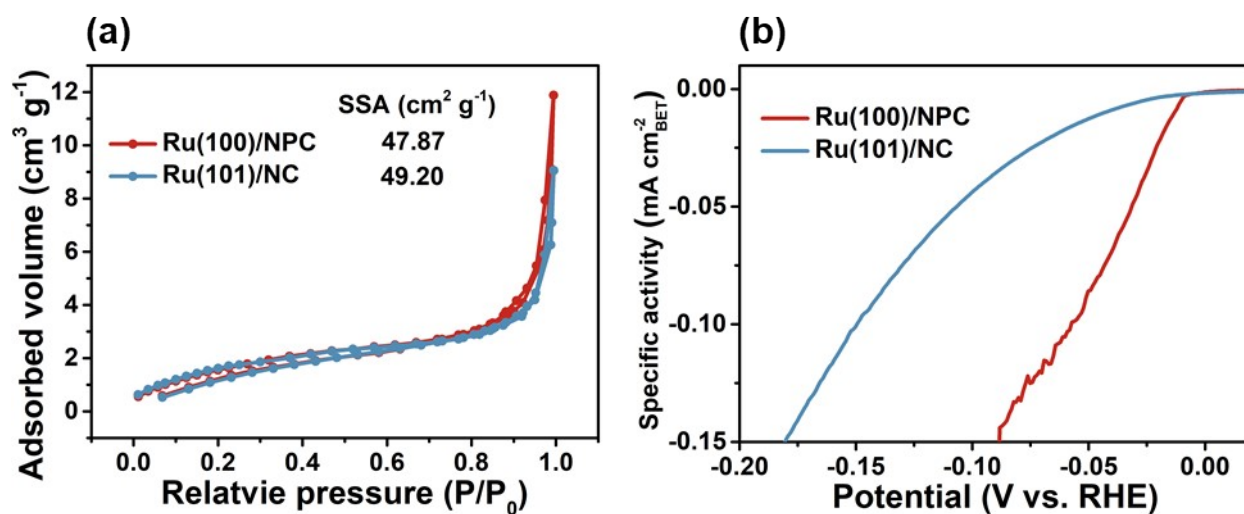 (a)
Adsorbed volume (cm³ g⁻¹)
12
10
8
6
4
2
0
SSA (cm² g⁻¹)
Ru(100)/NPC 47.87
Ru(101)/NC 49.20
0.0 0.2 0.4 0.6 0.8 1.0
Relatvie pressure (P/P₀)
(b)
Specific activity (mA cm⁻²BET)
0.00
-0.05
-0.10
-0.15
Ru(100)/NPC
Ru(101)/NC
-0.20 -0.15 -0.10 -0.05 0.00
Potential (V vs. RHE)